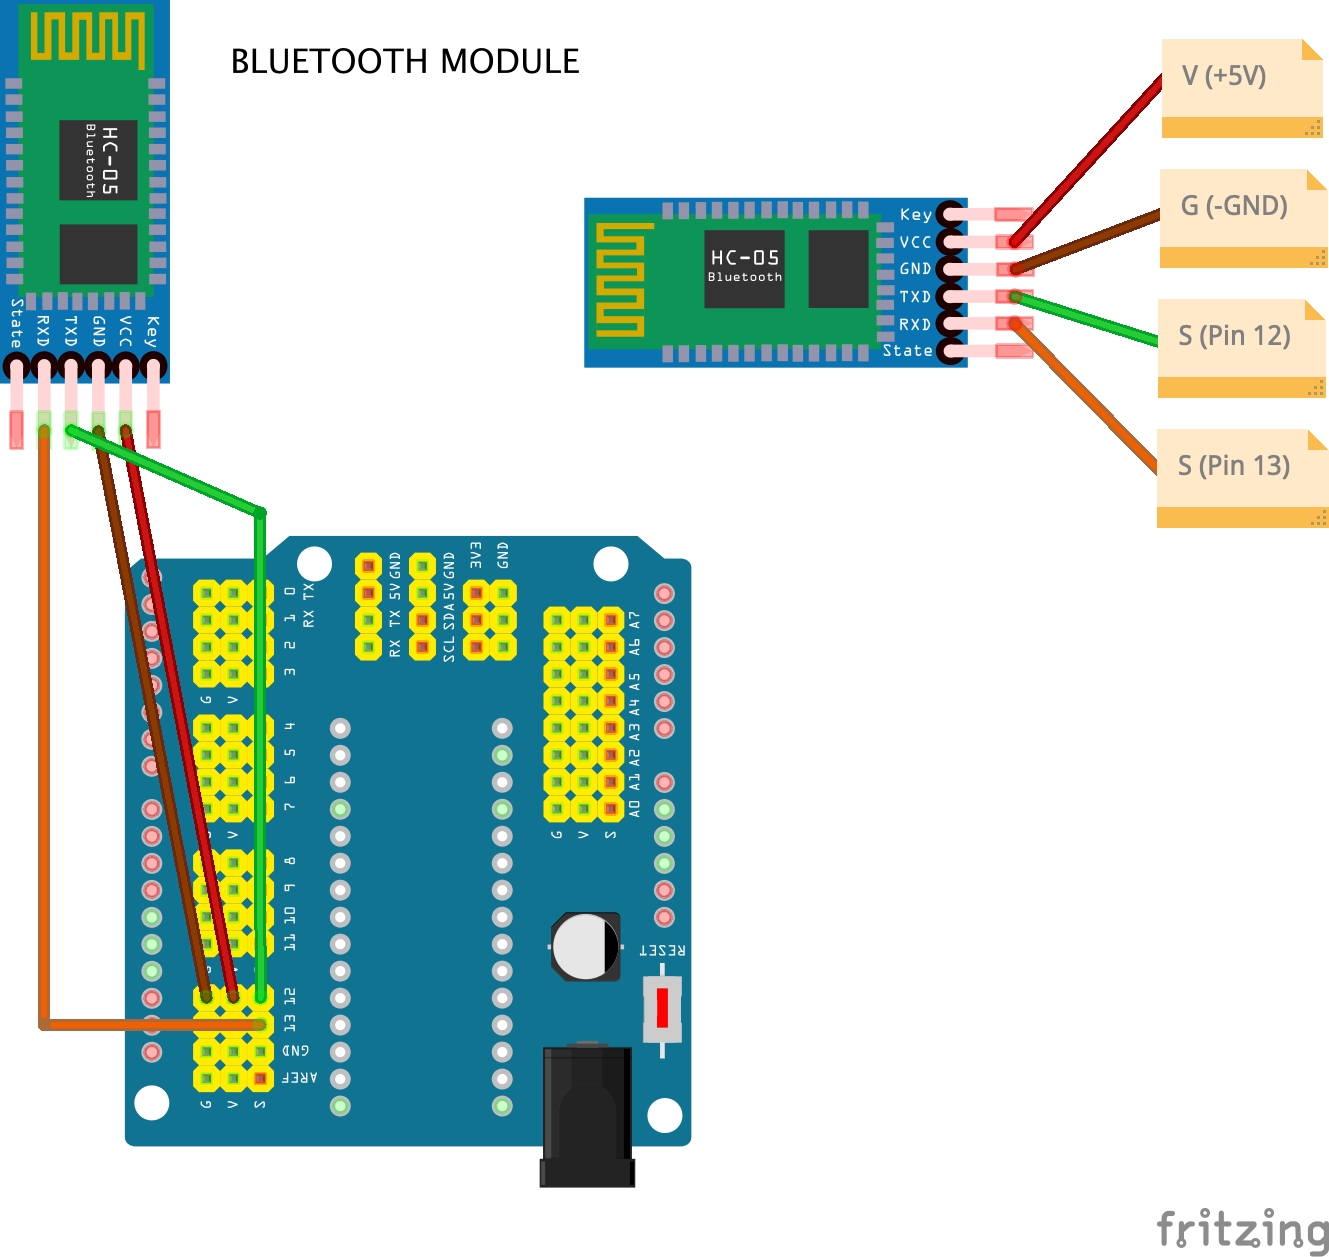 BLUETOOTH MODULE
HC-05
Bluetooth
State
RXD
TXD
GND
VCC
Key
HC-05
Bluetooth
Key
VCC
GND
TXD
RXD
State
V (+5V)
G (-GND)
S (Pin 12)
S (Pin 13)
0
1
2
3
RX TX
G V
RX TX 5V GND
SCL SDA 5V GND
3V3
GND
A7
A6
A5
A4
A3
A2
A1
A0
G V S
4
5
6
7
V
8
9
10
11
12
13
GND
AREF
G V S
RESET
fritzing